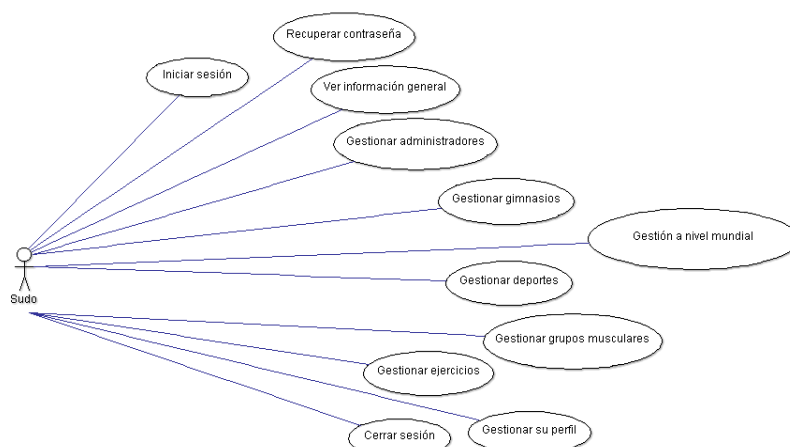 Recuperar contraseña
Iniciar sesión
Ver información general
Gestionar administradores
Gestionar gimnasios
Gestión a nivel mundial
Gestionar deportes
Sudo
Gestionar grupos musculares
Gestionar ejercicios
Gestionar su perfil
Cerrar sesión